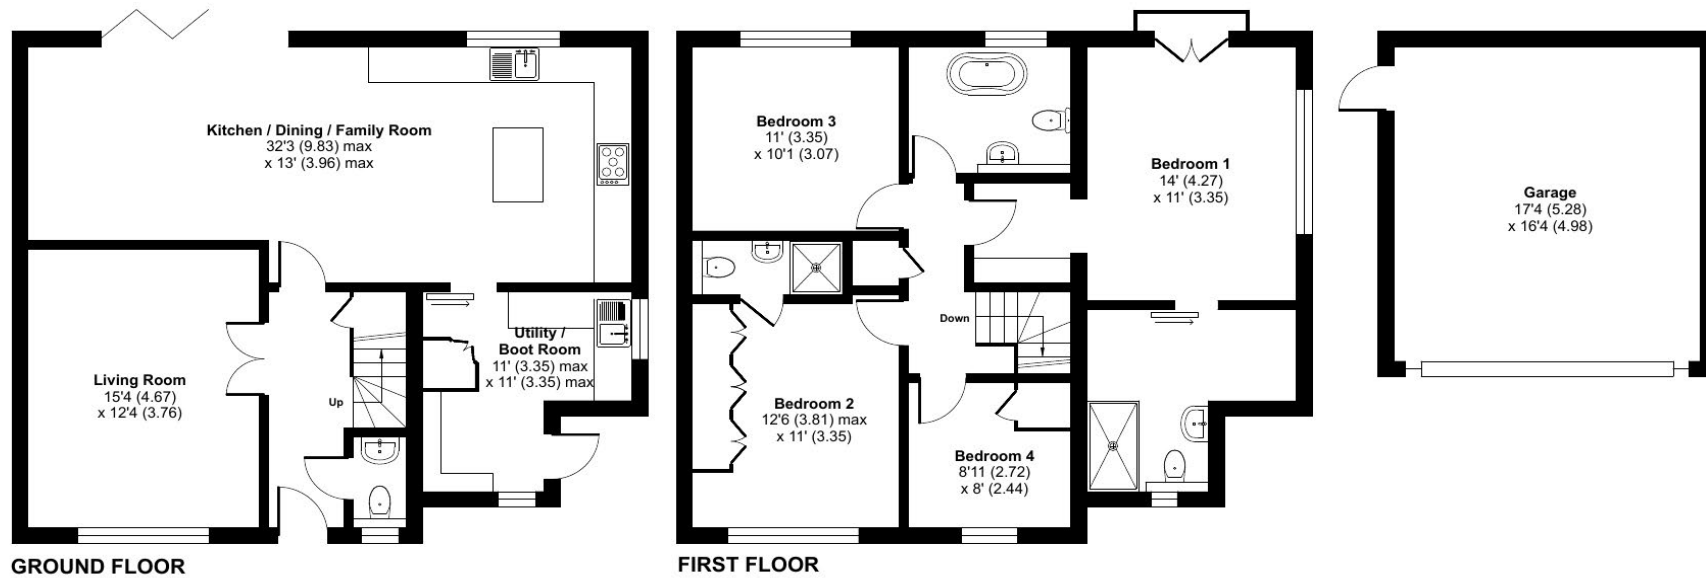 Kitchen / Dining / Family Room
32'3 (9.83) max
x 13' (3.96) max
Living Room
15'4 (4.67)
x 12'4 (3.76)
Up
Utility /
Boot Room
11' (3.35) max
x 11' (3.35) max
GROUND FLOOR
Bedroom 3
11' (3.35)
x 10'1 (3.07)
Bedroom 1
14' (4.27)
x 11' (3.35)
Down
Bedroom 2
12'6 (3.81) max
x 11' (3.35)
Bedroom 4
8'11 (2.72)
x 8' (2.44)
FIRST FLOOR
Garage
17'4 (5.28)
x 16'4 (4.98)